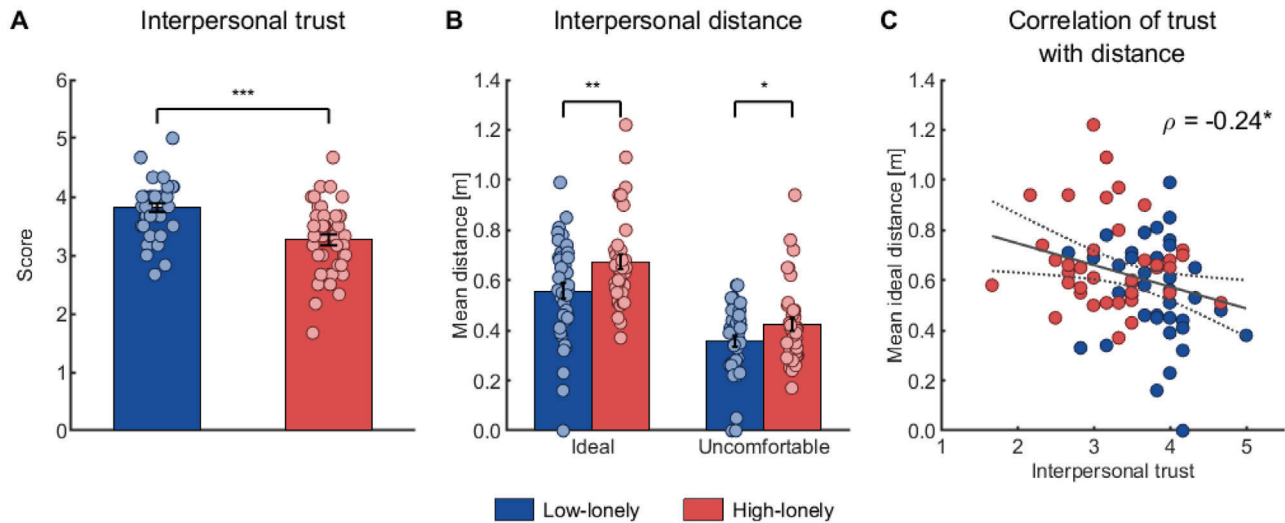 A
Interpersonal trust
Score
6
5
4
3
2
1
0
***
B
Interpersonal distance
Mean distance [m]
1.4
1.2
1.0
0.8
0.6
0.4
0.2
0.0
**
*
Ideal
Uncomfortable
C
Correlation of trust
with distance
Mean ideal distance [m]
1.4
1.2
1.0
0.8
0.6
0.4
0.2
0.0
ρ = -0.24*
1 2 3 4 5
Interpersonal trust
Low-lonely
High-lonely